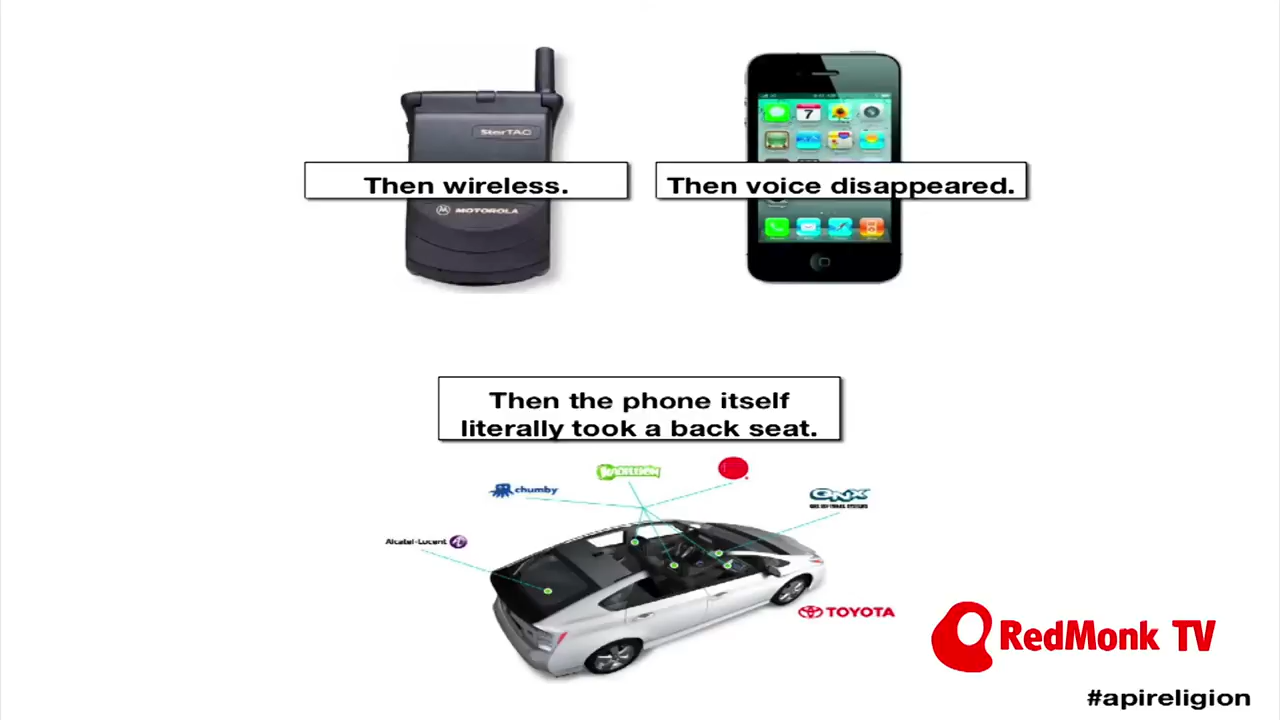 StarTAC
Then wireless.
MOTOROLA
7
Then voice disappeared.
Then the phone itself
literally took a back seat.
chumby
QNX
Alcatel-Lucent
TOYOTA
RedMonk TV
#apireligion